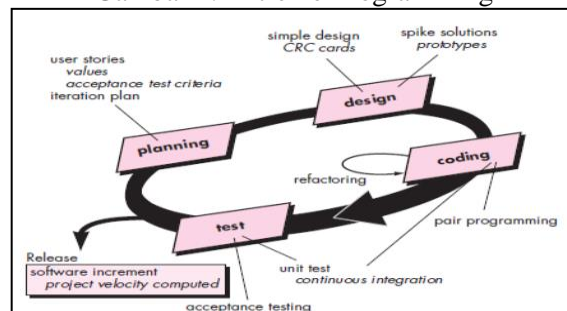 simple design
CRC cards
spike solutions
prototypes
user stories
values
acceptance test criteria
iteration plan
design
planning
coding
refactoring
pair programming
test
Release
software increment
project velocity computed
unit test
continuous integration
acceptance testing